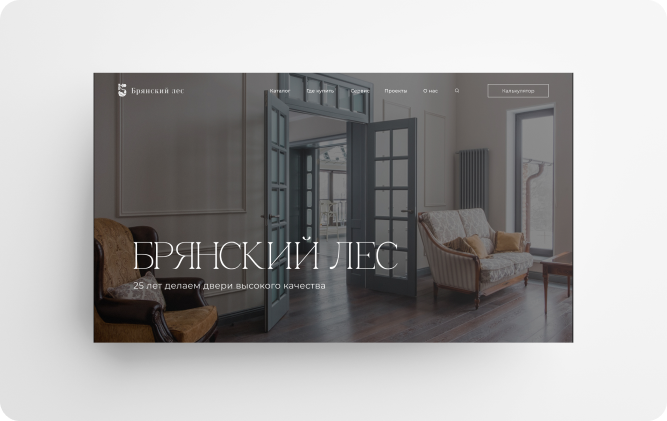 Брянский лес
Каталог Где купить Сервис Проекты О нас Калькулятор
БРЯНСКИЙ ЛЕС
25 лет делаем двери высокого качества